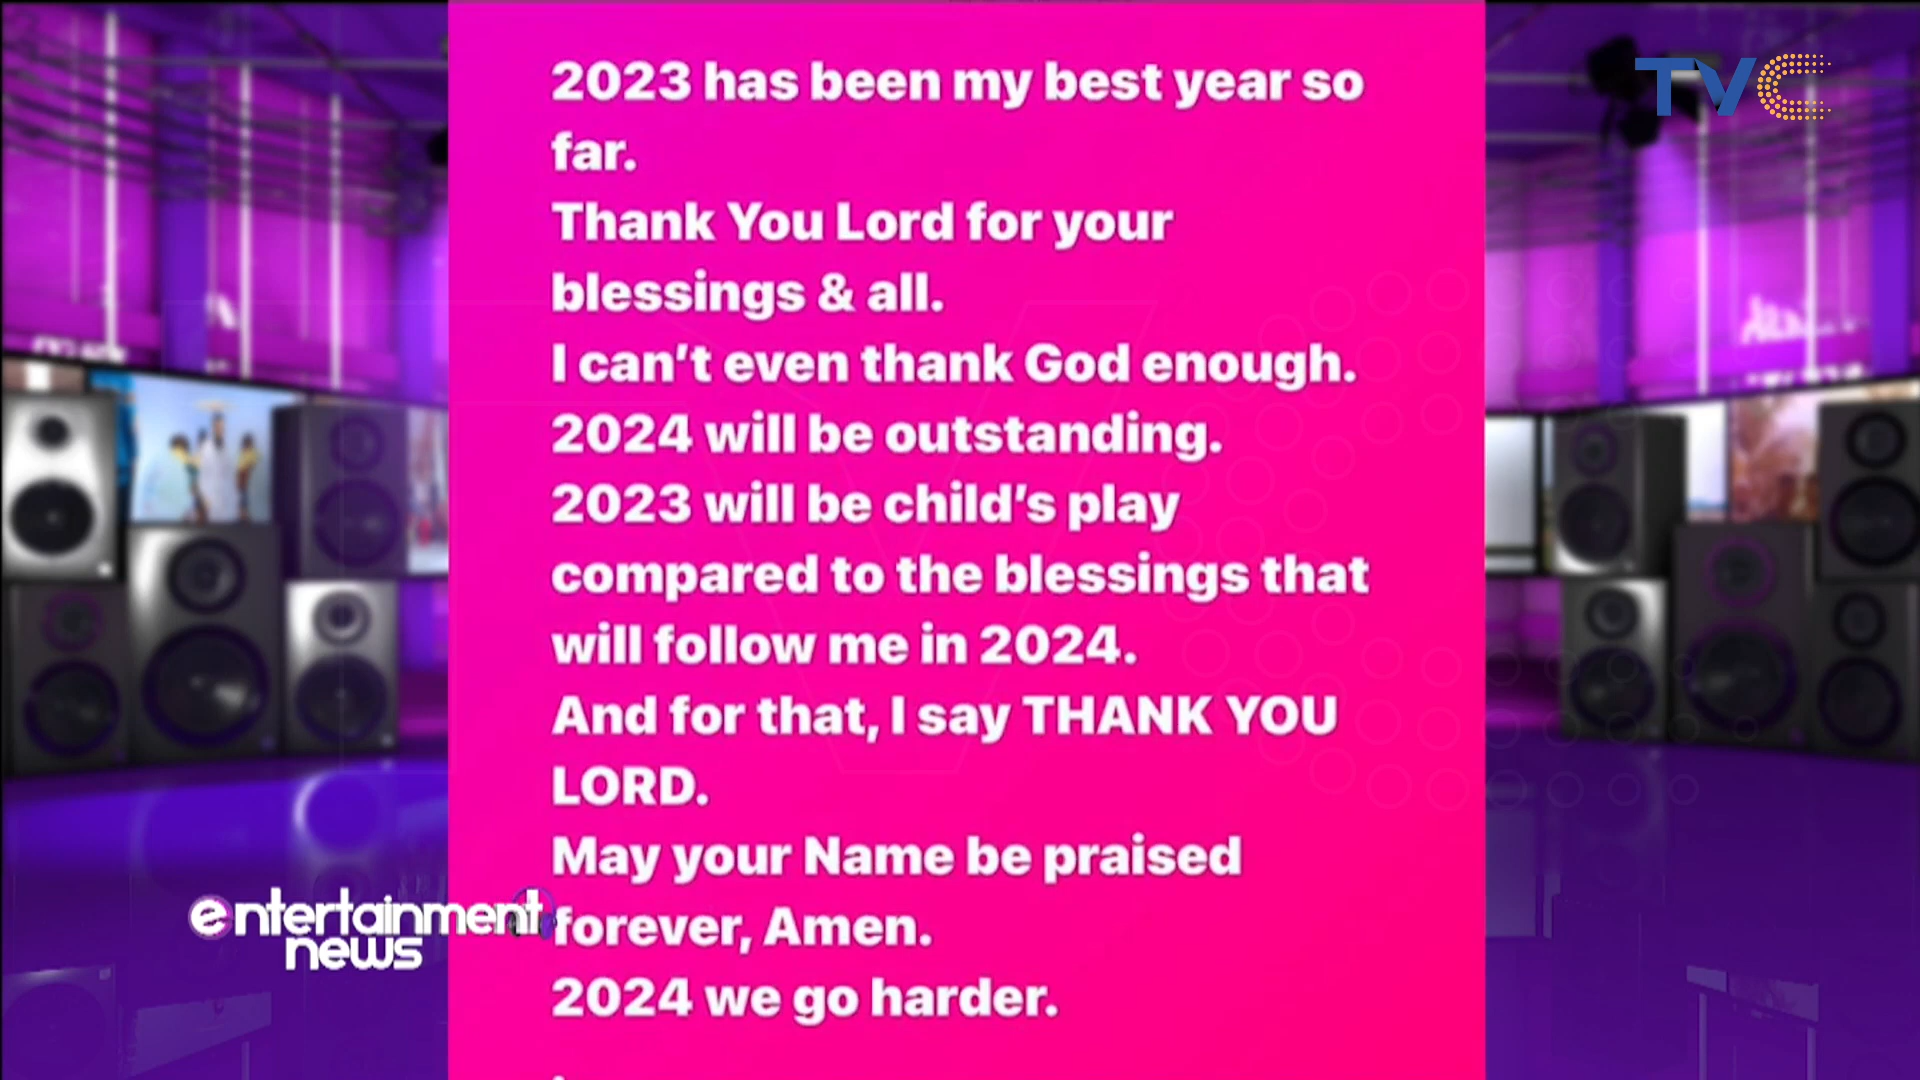 2023 has been my best year so
far.
Thank You Lord for your
blessings & all.
I can't even thank God enough.
2024 will be outstanding.
2023 will be child's play
compared to the blessings that
will follow me in 2024.
And for that, I say THANK YOU
LORD.
May your Name be praised
forever, Amen.
2024 we go harder.
TVC
entertainment
news